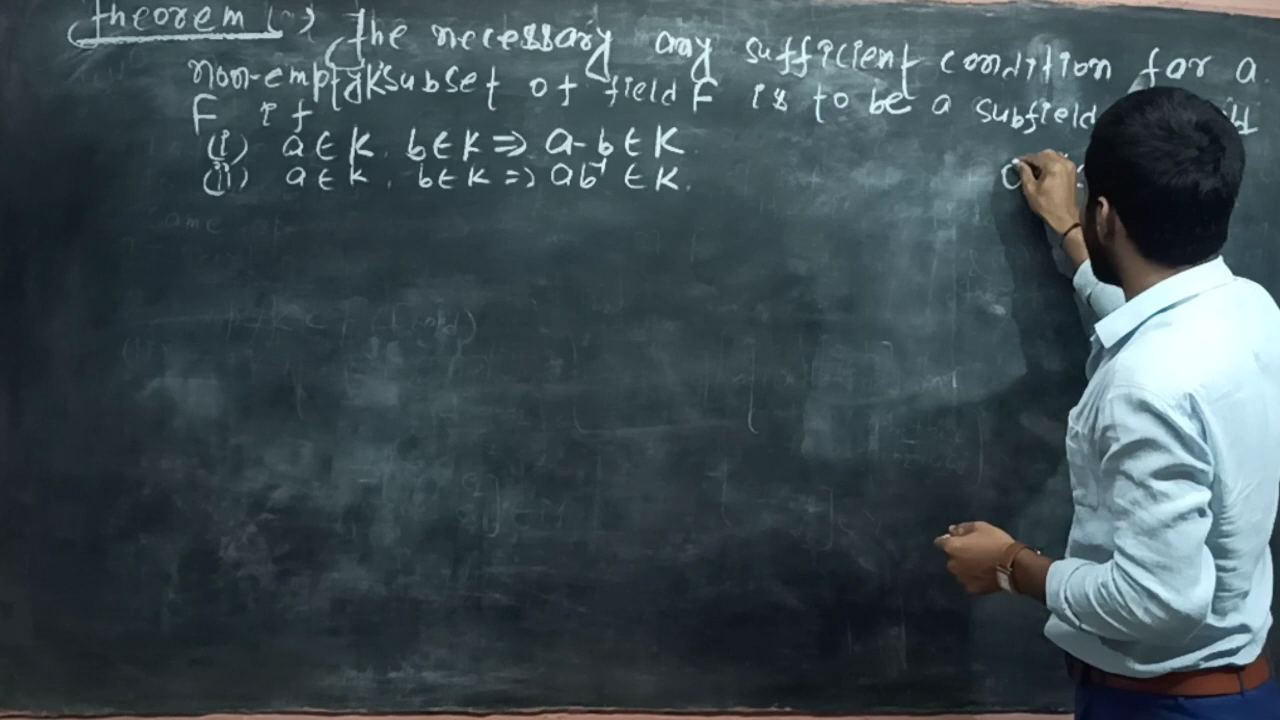 theorem (-> The necessary any sufficient condition for a
non-empty K subset of field F is to be a subfield
F if
(i) a ∈ K, b ∈ K ⇒ a-b ∈ K
(ii) a ∈ K, b ∈ K ⇒ ab⁻¹ ∈ K.